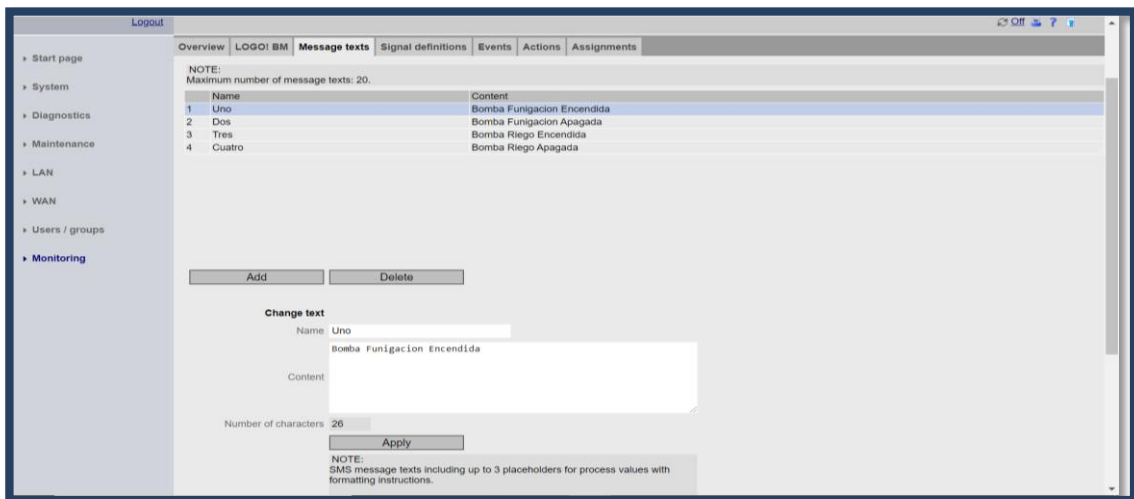 Logout
Off ?
Overview LOGO! BM Message texts Signal definitions Events Actions Assignments
Start page
System
Diagnostics
Maintenance
LAN
WAN
Users / groups
Monitoring
NOTE:
Maximum number of message texts: 20.
Name Content
1 Uno Bomba Funigacion Encendida
2 Dos Bomba Funigacion Apagada
3 Tres Bomba Riego Encendida
4 Cuatro Bomba Riego Apagada
Add Delete
Change text
Name Uno
Content Bomba Funigacion Encendida
Number of characters 26
Apply
NOTE:
SMS message texts including up to 3 placeholders for process values with
formatting instructions.